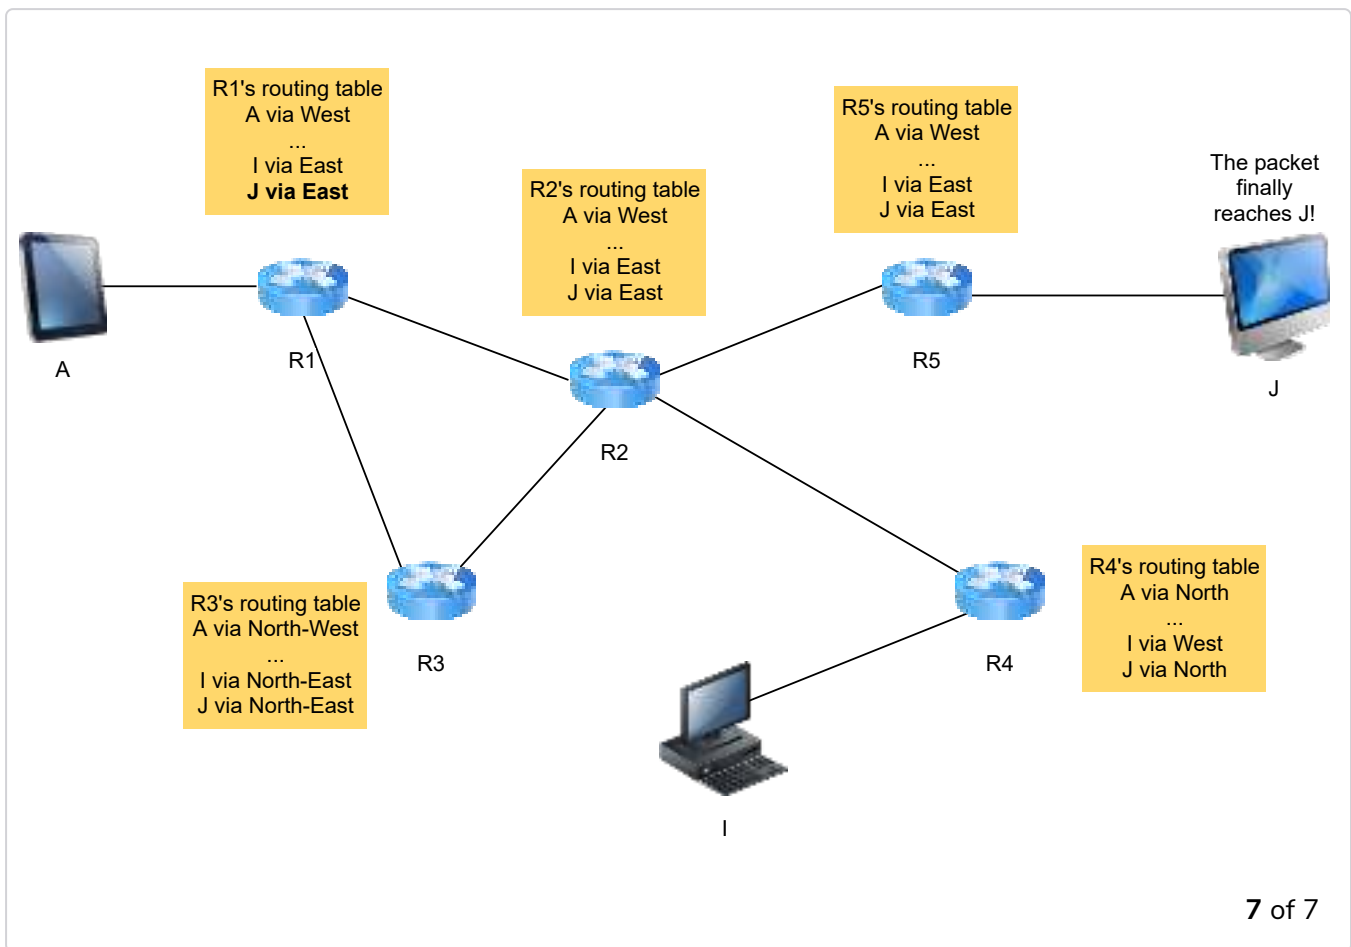 R1's routing table
A via West
...
I via East
J via East
R5's routing table
A via West
...
I via East
J via East
The packet
finally
reaches J!
R2's routing table
A via West
...
I via East
J via East
A
R1
R5
J
R2
R3's routing table
A via North-West
...
I via North-East
J via North-East
R3
R4
R4's routing table
A via North
...
I via West
J via North
I
7 of 7